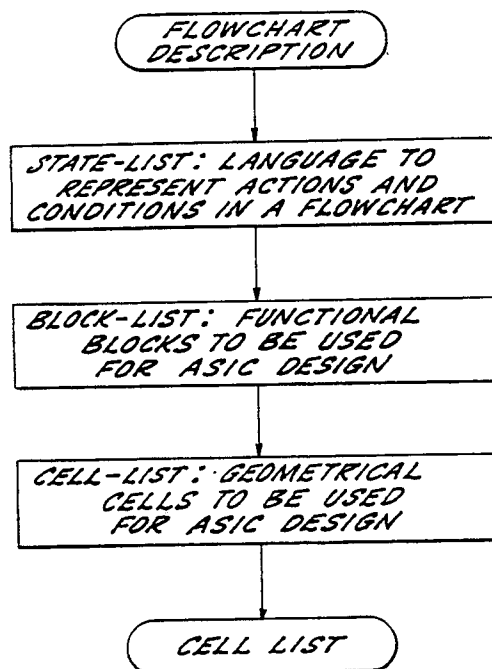 FLOWCHART
DESCRIPTION
STATE-LIST: LANGUAGE TO
REPRESENT ACTIONS AND
CONDITIONS IN A FLOWCHART
BLOCK-LIST: FUNCTIONAL
BLOCKS TO BE USED
FOR ASIC DESIGN
CELL-LIST: GEOMETRICAL
CELLS TO BE USED
FOR ASIC DESIGN
CELL LIST